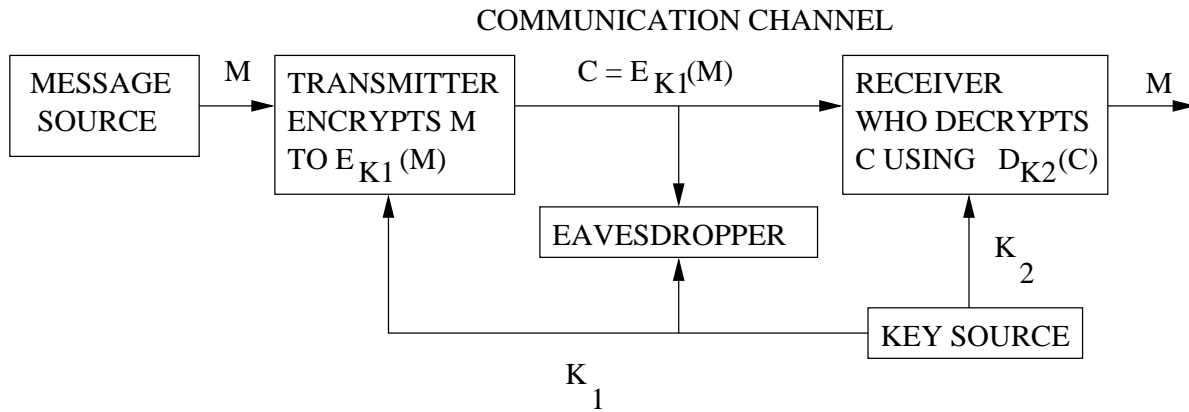 COMMUNICATION CHANNEL
MESSAGE
SOURCE
M
TRANSMITTER
ENCRYPTS M
TO E K1 (M)
C = E K1 (M)
RECEIVER
WHO DECRYPTS
C USING D K2 (C)
M
EAVESDROPPER
K 2
KEY SOURCE
K 1